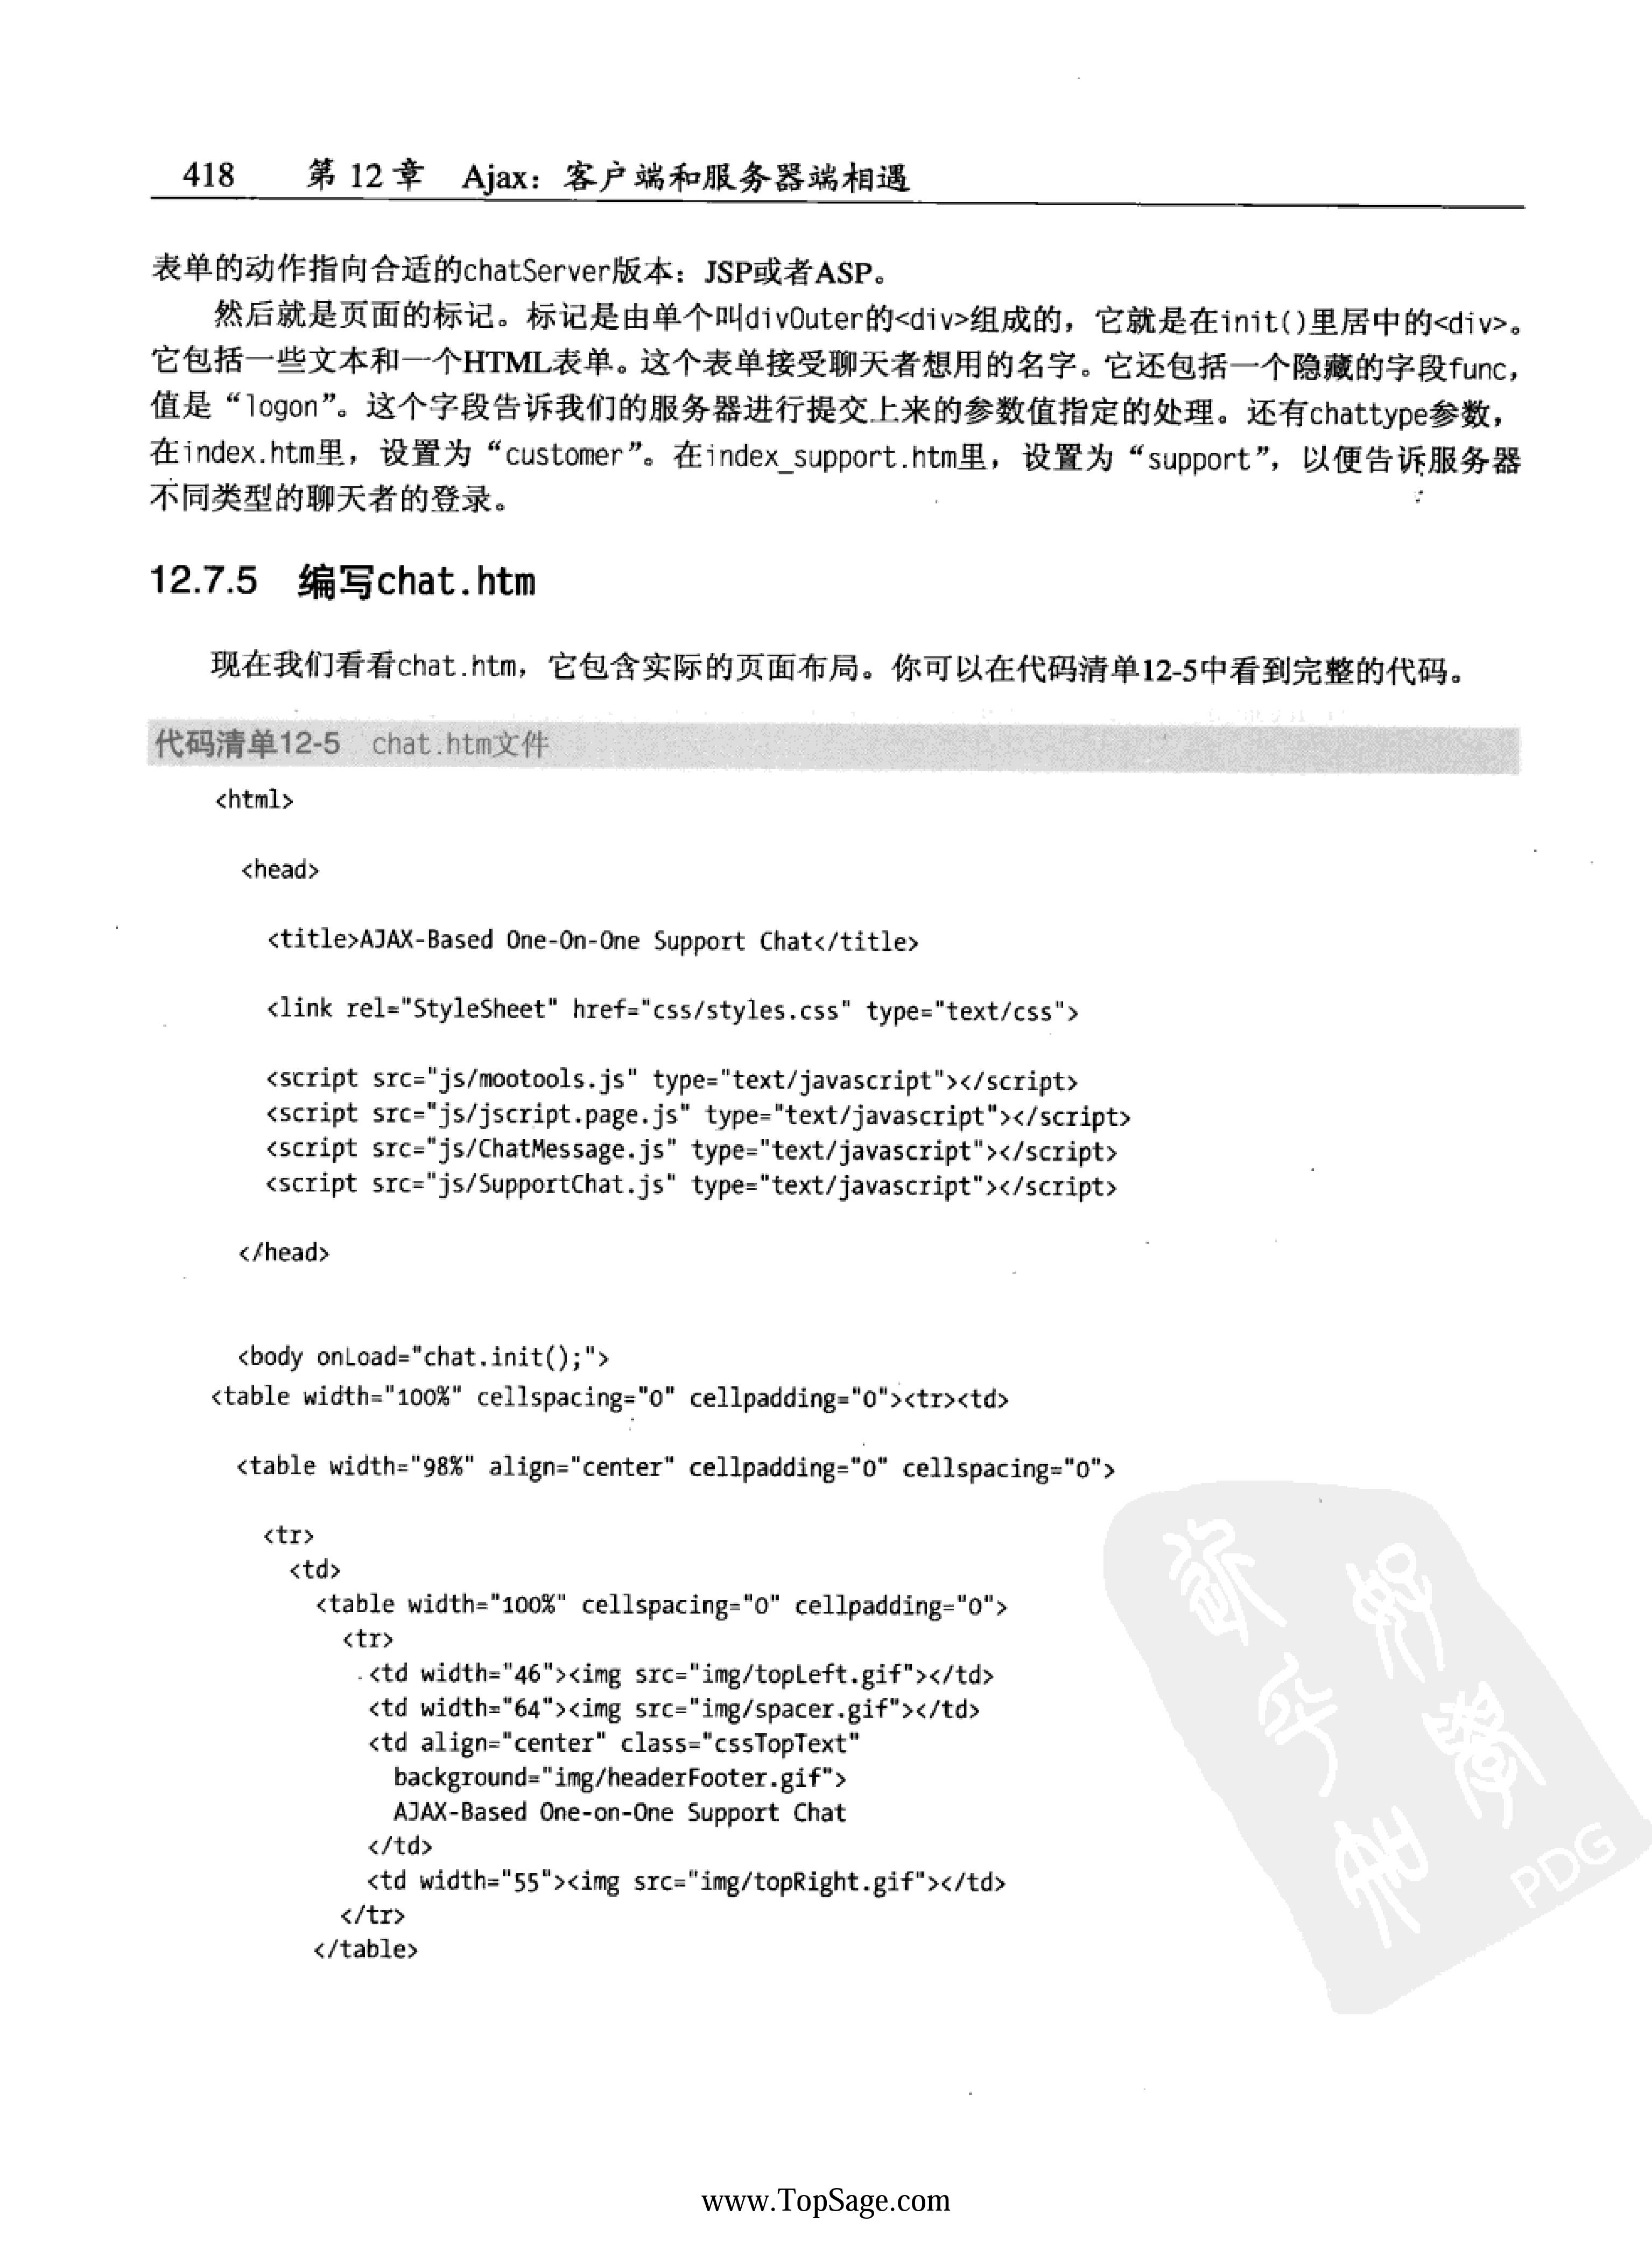 418 第 12 章 Ajax：客户端和服务器端相遇
表单的动作指向合适的chatServer版本：JSP或者ASP。
然后就是页面的标记。标记是由单个叫divOuter的<div>组成的，它就是在init()里居中的<div>。
它包括一些文本和一个HTML表单。这个表单接受聊天者想用的名字。它还包括一个隐藏的字段func，
值是“logon”。这个字段告诉我们的服务器进行提交上来的参数值指定的处理。还有chattype参数，
在index.htm里，设置为“customer”。在index_support.htm里，设置为“support”，以便告诉服务器
不同类型的聊天者的登录。
12.7.5 编写chat.htm
现在我们看看chat.htm，它包含实际的页面布局。你可以在代码清单12-5中看到完整的代码。
代码清单12-5 chat.htm文件
<html>
<head>
<title>AJAX-Based One-On-One Support Chat</title>
<link rel="StyleSheet" href="css/styles.css" type="text/css">
<script src="js/mootools.js" type="text/javascript"></script>
<script src="js/jscript.page.js" type="text/javascript"></script>
<script src="js/ChatMessage.js" type="text/javascript"></script>
<script src="js/SupportChat.js" type="text/javascript"></script>
</head>
<body onLoad="chat.init();">
<table width="100%" cellspacing="0" cellpadding="0"><tr><td>
<table width="98%" align="center" cellpadding="0" cellspacing="0">
<tr>
<td>
<table width="100%" cellspacing="0" cellpadding="0">
<tr>
<td width="46"><img src="img/topLeft.gif"></td>
<td width="64"><img src="img/spacer.gif"></td>
<td align="center" class="cssTopText"
background="img/headerFooter.gif">
AJAX-Based One-on-One Support Chat
</td>
<td width="55"><img src="img/topRight.gif"></td>
</tr>
</table>
PDG
www.TopSage.com